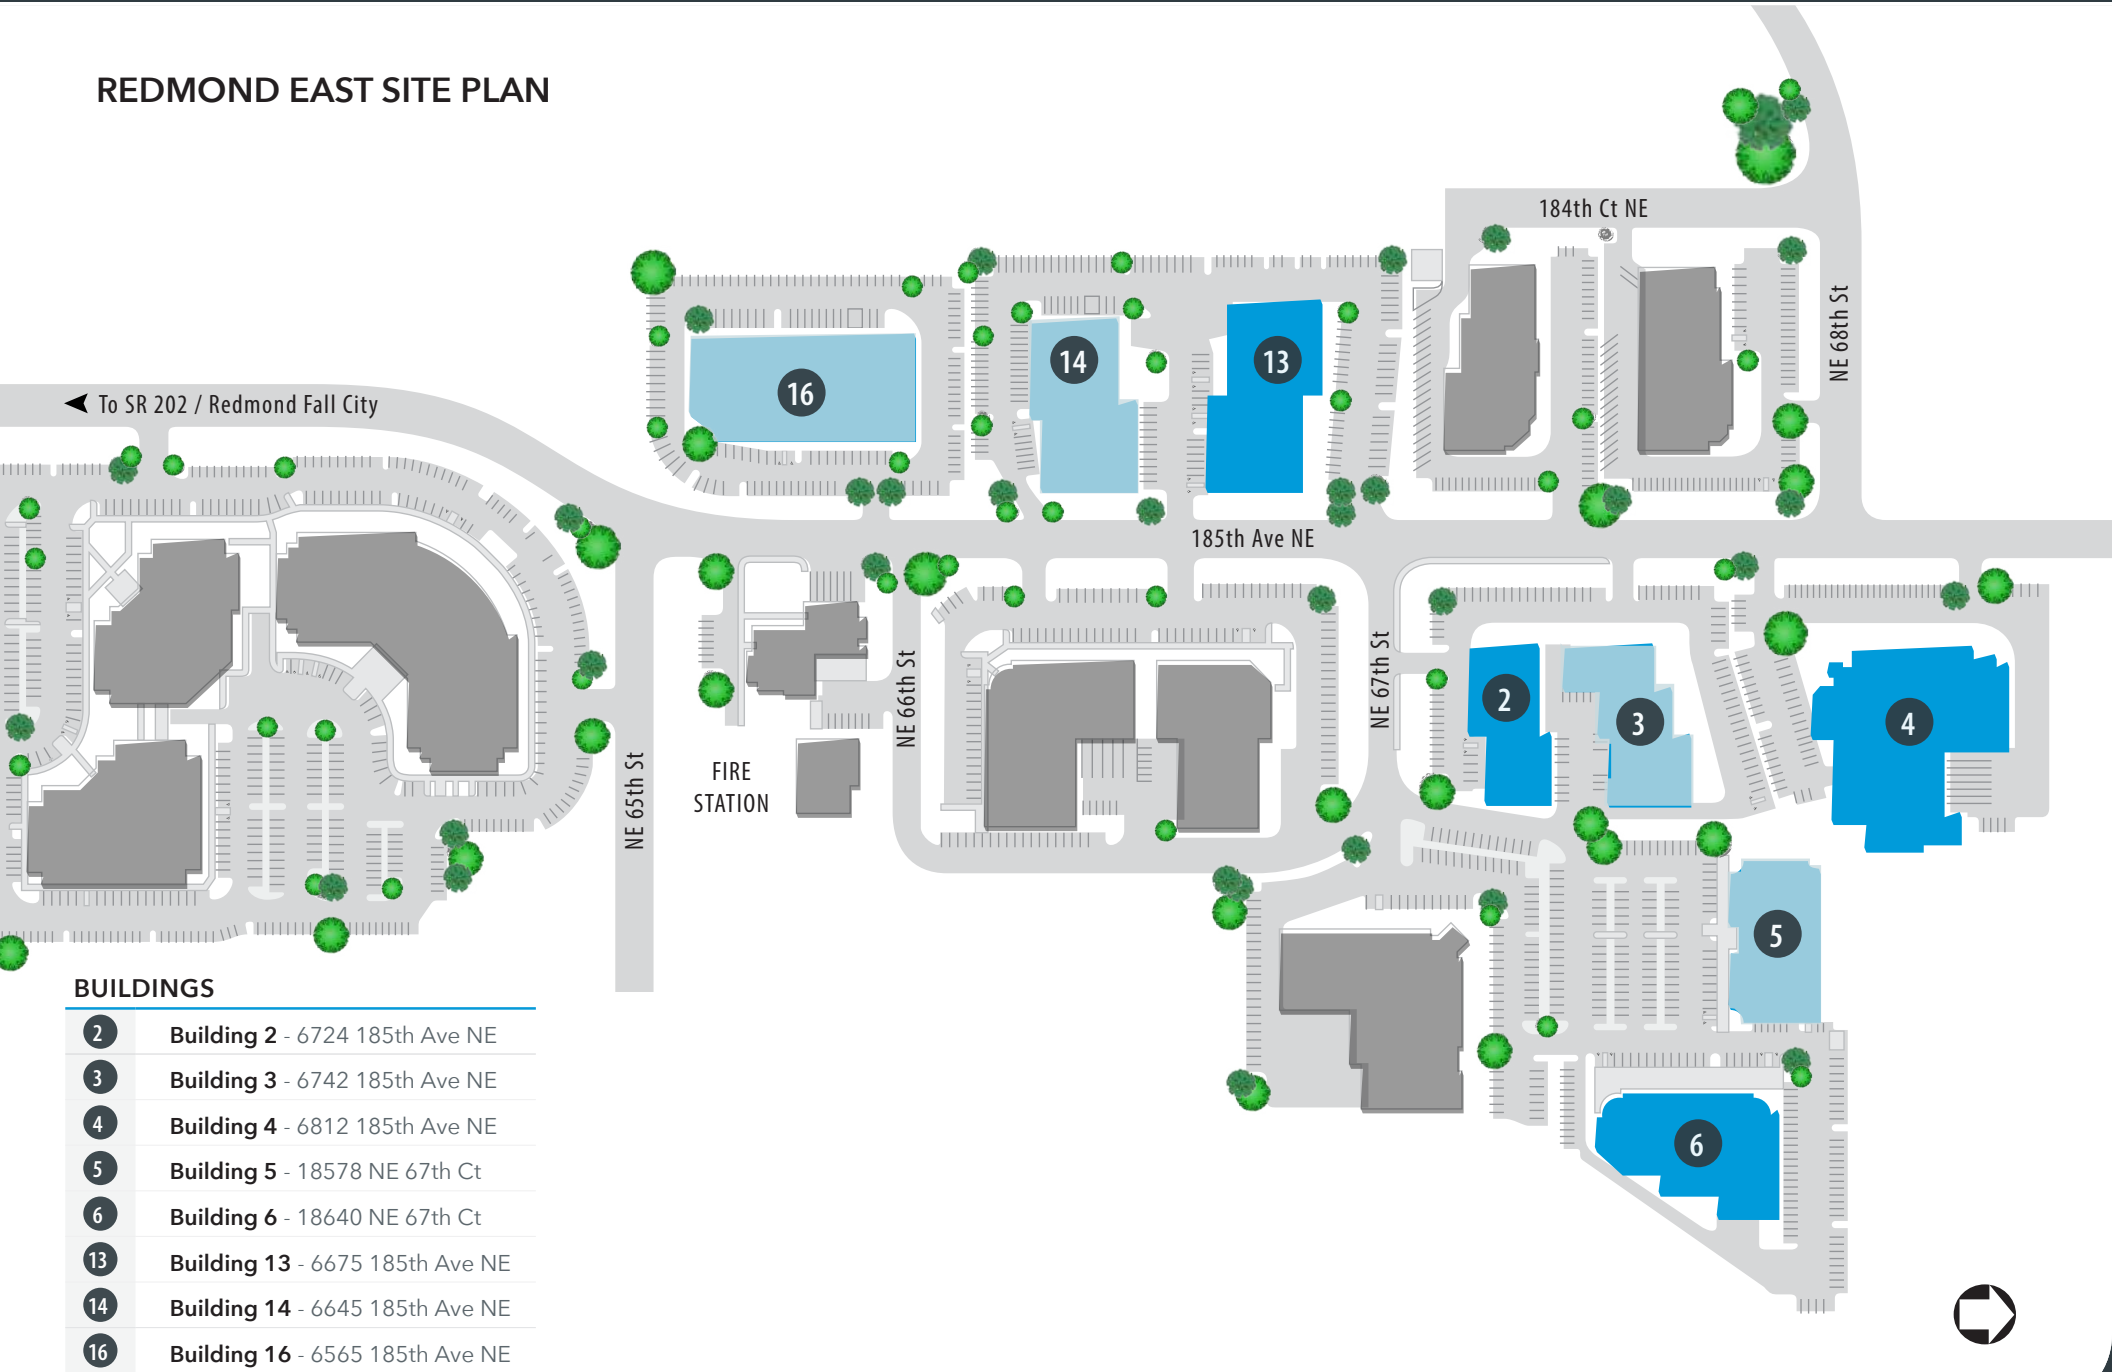 REDMOND EAST SITE PLAN
184th Ct NE
NE 68th St
16
14
13
To SR 202 / Redmond Fall City
185th Ave NE
NE 65th St
FIRE
STATION
NE 66th St
NE 67th St
2
3
4
5
6
BUILDINGS
2 Building 2 - 6724 185th Ave NE
3 Building 3 - 6742 185th Ave NE
4 Building 4 - 6812 185th Ave NE
5 Building 5 - 18578 NE 67th Ct
6 Building 6 - 18640 NE 67th Ct
13 Building 13 - 6675 185th Ave NE
14 Building 14 - 6645 185th Ave NE
16 Building 16 - 6565 185th Ave NE